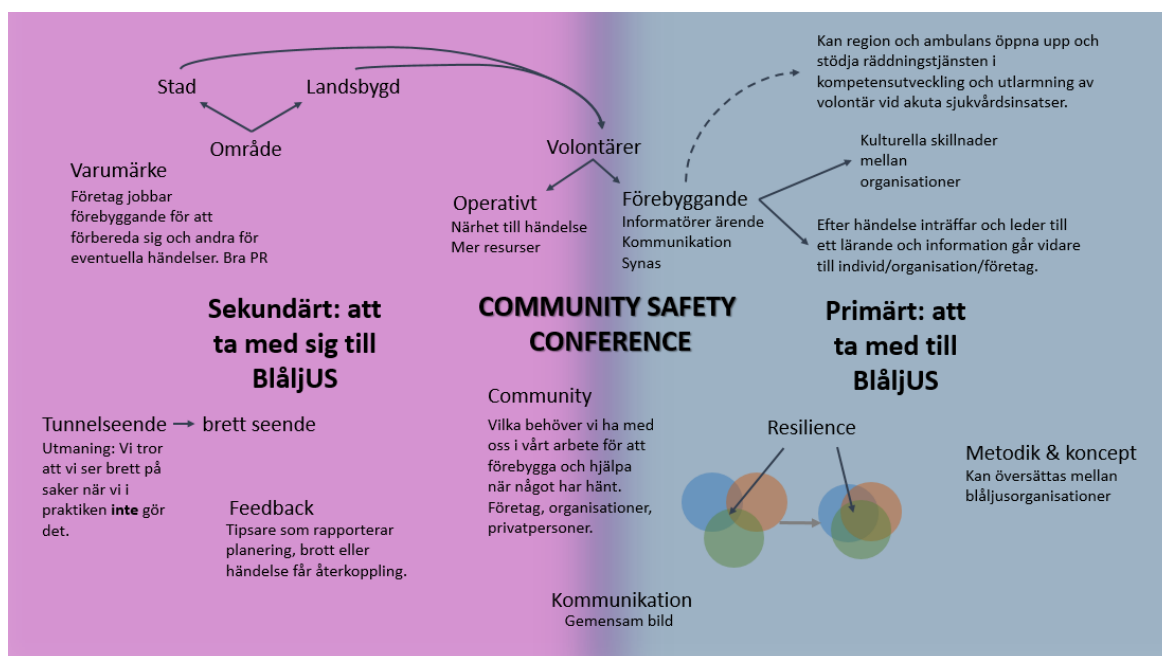 Stad
Landsbygd
Område
Varumärke
Företag jobbar
förebyggande för att
förbereda sig och andra för
eventuella händelser. Bra PR
Volontärer
Operativt
Närhet till händelse
Mer resurser
Förebyggande
Informatörer ärende
Kommunikation
Synas
Kan region och ambulans öppna upp och
stödja räddningstjänsten i
kompetensutveckling och utlarmning av
volontär vid akuta sjukvårdsinsatser.
Kulturella skillnader
mellan
organisationer
Efter händelse inträffar och leder till
ett lärande och information går vidare
till individ/organisation/företag.
Sekundärt: att
ta med sig till
BlåljUS
COMMUNITY SAFETY
CONFERENCE
Primärt: att
ta med till
BlåljUS
Tunnelseende
brett seende
Utmaning: Vi tror
att vi ser brett på
saker när vi i
praktiken inte gör
det.
Feedback
Tipsare som rapporterar
planering, brott eller
händelse får återkoppling.
Community
Vilka behöver vi ha med
oss i vårt arbete för att
förebygga och hjälpa
när något har hänt.
Företag, organisationer,
privatpersoner.
Kommunikation
Gemensam bild
Resilience
Metodik & koncept
Kan översättas mellan
blåljusorganisationer